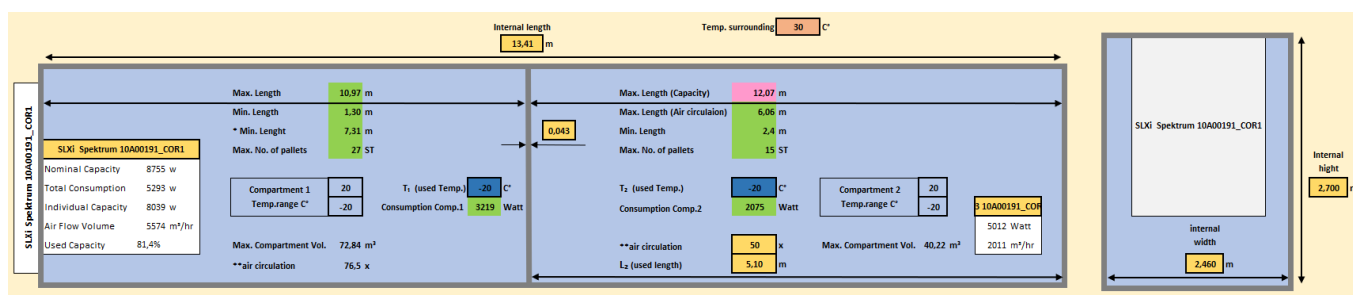 Internal length
Temp. surrounding 30 C°
13,41 m
SLXi Spektrum 10A00191_COR1
Max. Length 10,97 m
Min. Length 1,30 m
* Min. Lenght 7,31 m
Max. No. of pallets 27 ST
SLXi Spektrum 10A00191_COR1
Nominal Capacity 8755 w
Total Consumption 5293 w
Individual Capacity 8039 w
Air Flow Volume 5574 m³/hr
Used Capacity 81,4%
Compartment 1
Temp.range C°
20
-20
T₁ (used Temp.) -20 C°
Consumption Comp.1 3219 Watt
Max. Compartment Vol. 72,84 m³
**air circulation 76,5 x
0,043
Max. Length (Capacity) 12,07 m
Max. Length (Air circulaion) 6,06 m
Min. Length 2,4 m
Max. No. of pallets 15 ST
T₂ (used Temp.) -20 C°
Consumption Comp.2 2075 Watt
Compartment 2
Temp.range C°
20
-20
**air circulation 50 x
L₂ (used length) 5,10 m
Max. Compartment Vol. 40,22 m³
10A00191_COR
5012 Watt
2011 m³/hr
SLXi Spektrum 10A00191_COR1
internal
width
2,460 m
Internal
hight
2,700